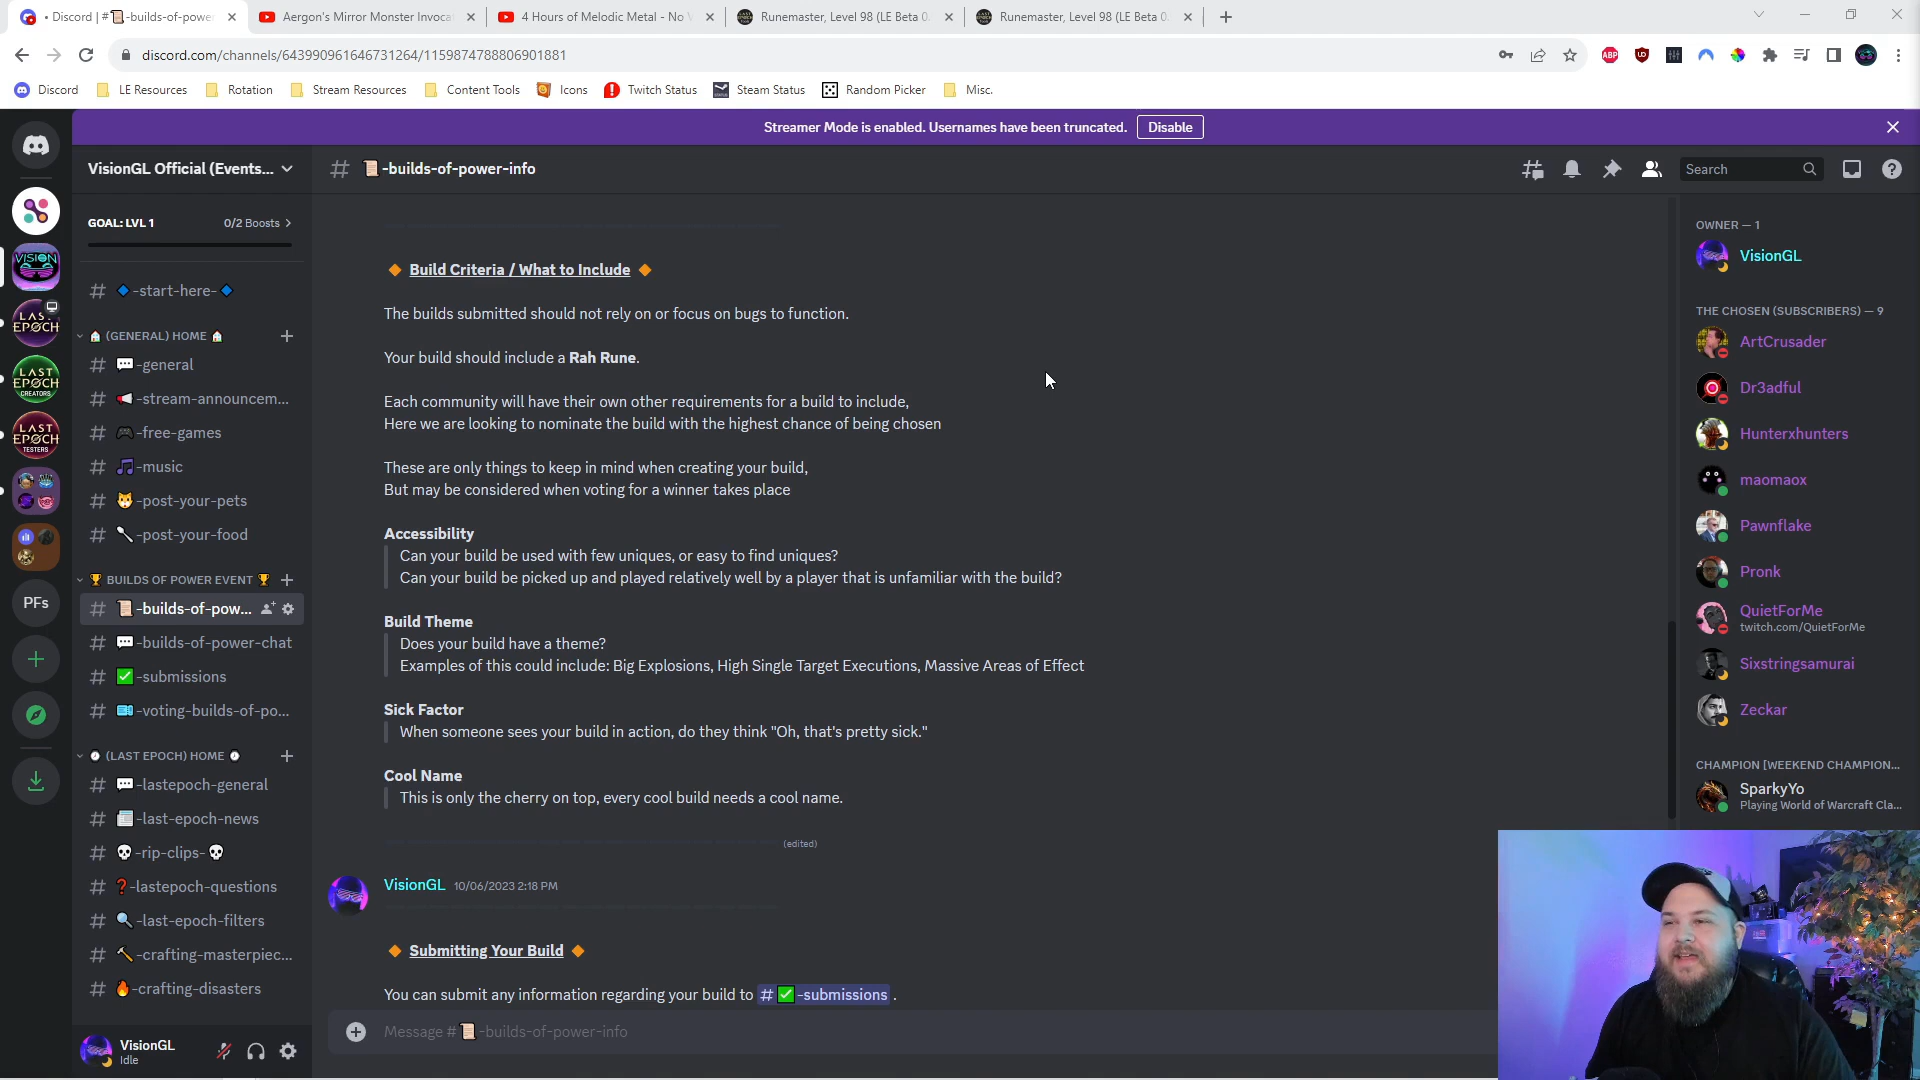 • Discord | #📜-builds-of-power
Aergon's Mirror Monster Invocat
4 Hours of Melodic Metal - No V
Runemaster, Level 98 (LE Beta 0.
Runemaster, Level 98 (LE Beta 0.
discord.com/channels/643990961646731264/1159874788806901881
Discord
LE Resources
Rotation
Stream Resources
Content Tools
Icons
Twitch Status
Steam Status
Random Picker
Misc.
Streamer Mode is enabled. Usernames have been truncated.
Disable
VisionGL Official (Events...
GOAL: LVL 1
0/2 Boosts
🔷-start-here-🔷
(GENERAL) HOME
-general
-stream-announcem...
-free-games
-music
-post-your-pets
-post-your-food
BUILDS OF POWER EVENT
-builds-of-pow...
-builds-of-power-chat
-submissions
-voting-builds-of-po...
(LAST EPOCH) HOME
-lastepoch-general
-last-epoch-news
-rip-clips-
-lastepoch-questions
-last-epoch-filters
-crafting-masterpiec...
-crafting-disasters
VisionGL
Idle
VISION
LAST EPOCH
LAST EPOCH CREATORS
LAST EPOCH TESTERS
PFs
# 📜-builds-of-power-info
Search
🔸 Build Criteria / What to Include 🔸
The builds submitted should not rely on or focus on bugs to function.
Your build should include a Rah Rune.
Each community will have their own other requirements for a build to include,
Here we are looking to nominate the build with the highest chance of being chosen
These are only things to keep in mind when creating your build,
But may be considered when voting for a winner takes place
Accessibility
Can your build be used with few uniques, or easy to find uniques?
Can your build be picked up and played relatively well by a player that is unfamiliar with the build?
Build Theme
Does your build have a theme?
Examples of this could include: Big Explosions, High Single Target Executions, Massive Areas of Effect
Sick Factor
When someone sees your build in action, do they think "Oh, that's pretty sick."
Cool Name
This is only the cherry on top, every cool build needs a cool name.
(edited)
VisionGL 10/06/2023 2:18 PM
🔸 Submitting Your Build 🔸
You can submit any information regarding your build to # ✅-submissions .
Message #📜-builds-of-power-info
OWNER — 1
VisionGL
THE CHOSEN (SUBSCRIBERS) — 9
ArtCrusader
Dr3adful
Hunterxhunters
maomaox
Pawnflake
Pronk
QuietForMe
twitch.com/QuietForMe
Sixstringsamurai
Zeckar
CHAMPION [WEEKEND CHAMPION...
SparkyYo
Playing World of Warcraft Cla...